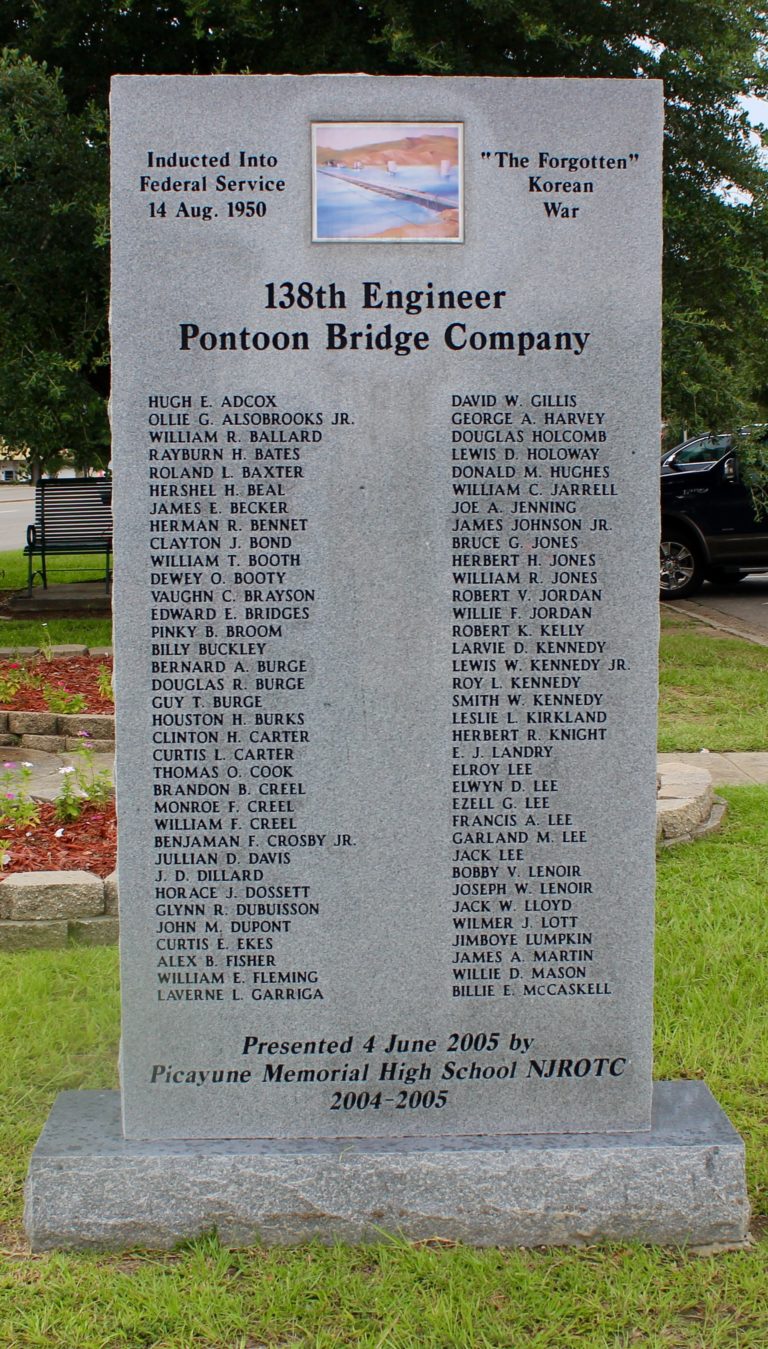 Inducted Into
Federal Service
14 Aug. 1950
"The Forgotten"
Korean
War
138th Engineer
Pontoon Bridge Company
HUGH E. ADCOX
OLLIE G. ALSOBROOKS JR.
WILLIAM R. BALLARD
RAYBURN H. BATES
ROLAND L. BAXTER
HERSHEL H. BEAL
JAMES E. BECKER
HERMAN R. BENNET
CLAYTON J. BOND
WILLIAM T. BOOTH
DEWEY O. BOOTY
VAUGHN C. BRAYSON
EDWARD E. BRIDGES
PINKY B. BROOM
BILLY BUCKLEY
BERNARD A. BURGE
DOUGLAS R. BURGE
GUY T. BURGE
HOUSTON H. BURKS
CLINTON H. CARTER
CURTIS L. CARTER
THOMAS O. COOK
BRANDON B. CREEL
MONROE F. CREEL
WILLIAM F. CREEL
BENJAMAN F. CROSBY JR.
JULLIAN D. DAVIS
J. D. DILLARD
HORACE J. DOSSETT
GLYNN R. DUBUISSON
JOHN M. DUPONT
CURTIS E. EKES
ALEX B. FISHER
WILLIAM E. FLEMING
LAVERNE L. GARRIGA
DAVID W. GILLIS
GEORGE A. HARVEY
DOUGLAS HOLCOMB
LEWIS D. HOLOWAY
DONALD M. HUGHES
WILLIAM C. JARRELL
JOE A. JENNING
JAMES JOHNSON JR.
BRUCE G. JONES
HERBERT H. JONES
WILLIAM R. JONES
ROBERT V. JORDAN
WILLIE F. JORDAN
ROBERT K. KELLY
LARVIE D. KENNEDY
LEWIS W. KENNEDY JR.
ROY L. KENNEDY
SMITH W. KENNEDY
LESLIE L. KIRKLAND
HERBERT R. KNIGHT
E. J. LANDRY
ELROY LEE
ELWYN D. LEE
EZELL G. LEE
FRANCIS A. LEE
GARLAND M. LEE
JACK LEE
BOBBY V. LENOIR
JOSEPH W. LENOIR
JACK W. LLOYD
WILMER J. LOTT
JIMBOYE LUMPKIN
JAMES A. MARTIN
WILLIE D. MASON
BILLIE E. McCASKELL
Presented 4 June 2005 by
Picayune Memorial High School NJROTC
2004-2005